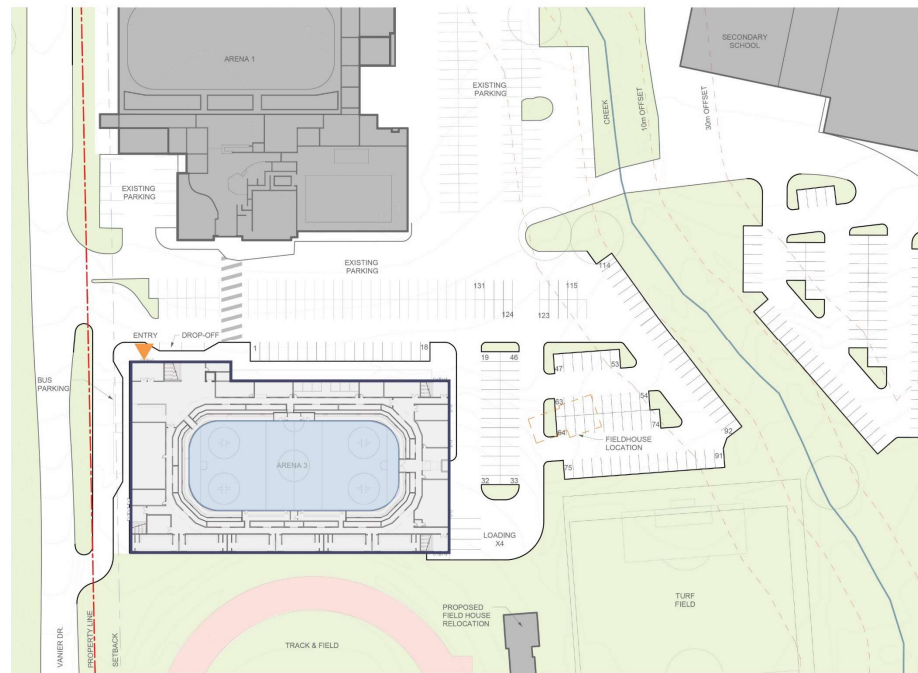 SECONDARY
SCHOOL
ARENA 1
EXISTING
PARKING
CREEK
10m OFFSET
30m OFFSET
EXISTING
PARKING
EXISTING
PARKING
114
131
115
124
123
ENTRY
DROP-OFF
1
18
19
46
47
53
BUS
PARKING
63
54
64
74
FIELDHOUSE
LOCATION
92
91
75
ARENA 3
32
33
LOADING
X4
TURF
FIELD
PROPOSED
FIELD HOUSE
RELOCATION
TRACK & FIELD
VANIER DR.
PROPERTY LINE
SETBACK